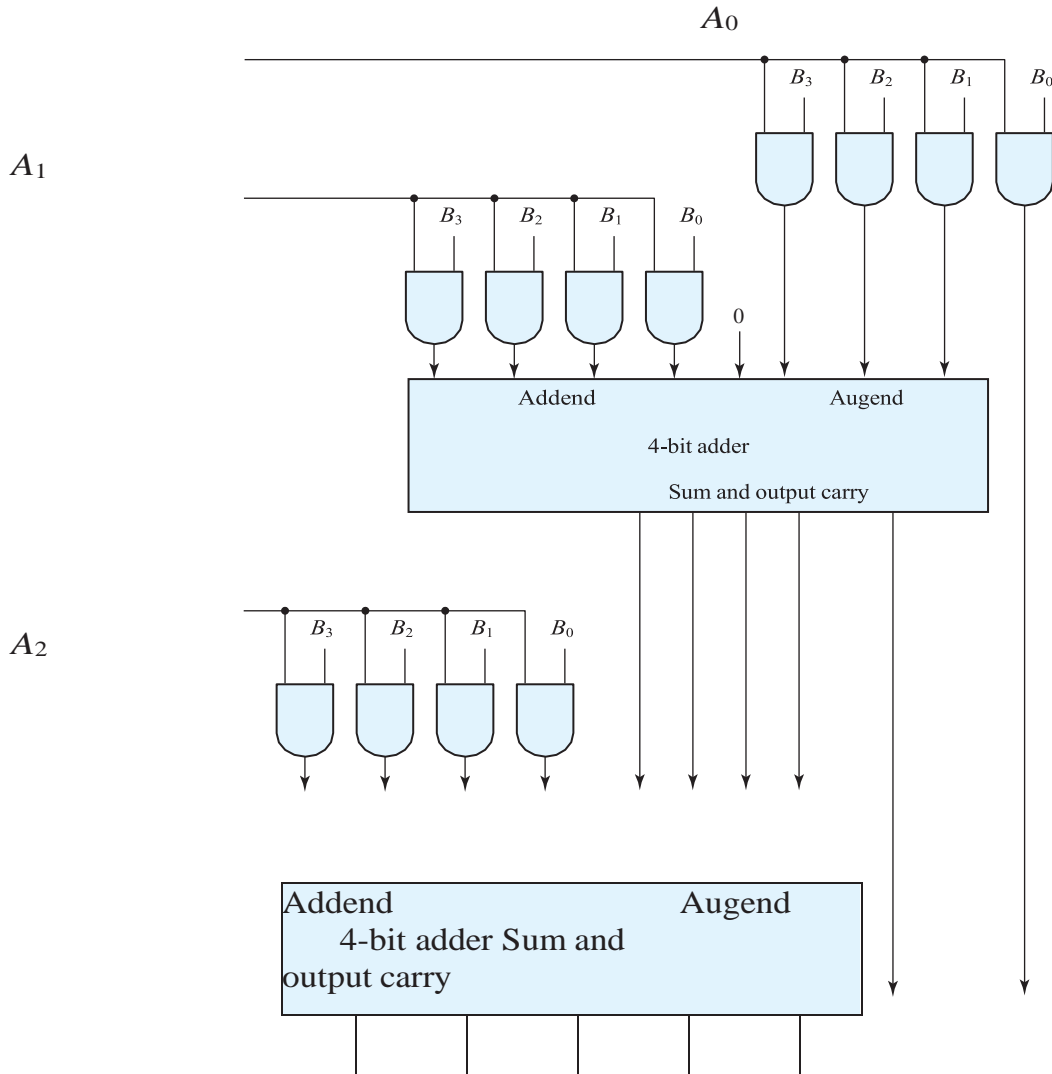 A0
B3 B2 B1 B0
A1
B3 B2 B1 B0
0
Addend Augend
4-bit adder
Sum and output carry
A2
B3 B2 B1 B0
Addend Augend
4-bit adder Sum and
output carry